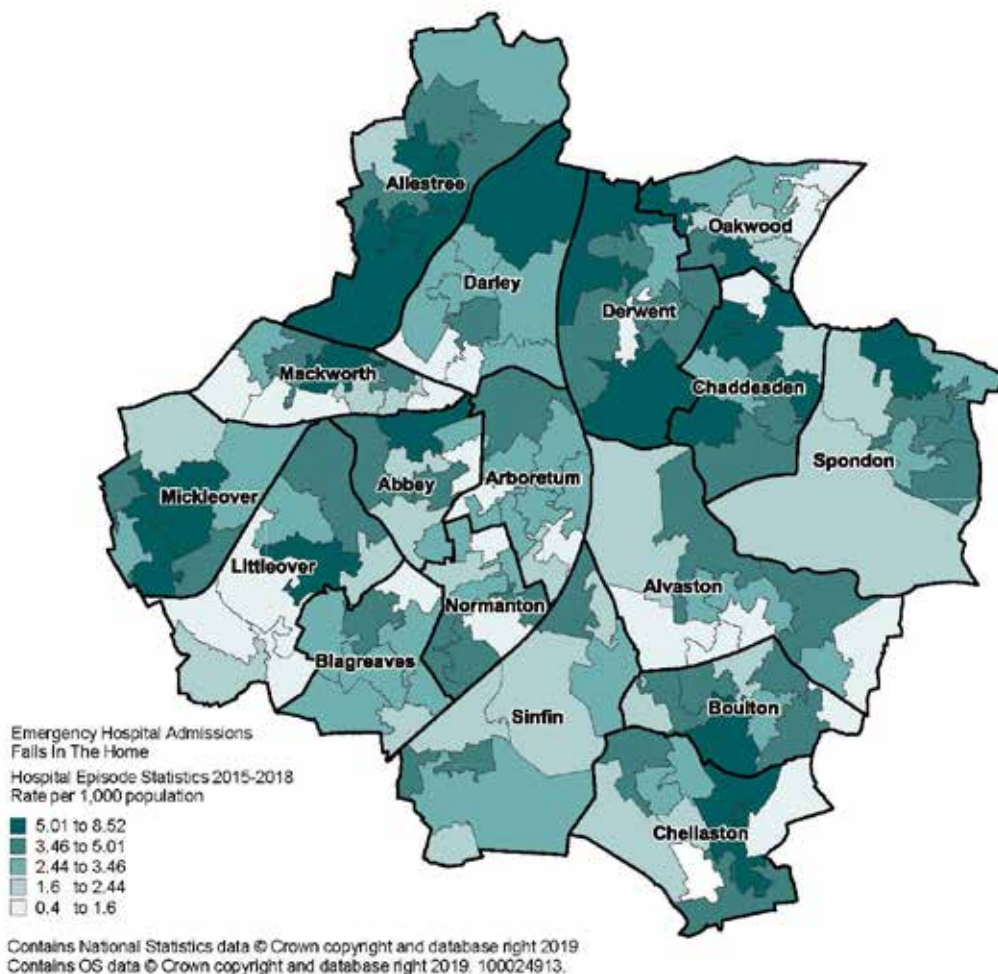 Allestree
Oakwood
Darley
Derwent
Mackworth
Chaddesden
Spondon
Abbey
Arboretum
Mickleover
Littleover
Alvaston
Normanton
Blagreaves
Boulton
Sinfin
Chellaston
Emergency Hospital Admissions
Falls In The Home
Hospital Episode Statistics 2015-2018
Rate per 1,000 population
5.01 to 8.52
3.46 to 5.01
2.44 to 3.46
1.6 to 2.44
0.4 to 1.6
Contains National Statistics data © Crown copyright and database right 2019
Contains OS data © Crown copyright and database right 2019. 100024913.